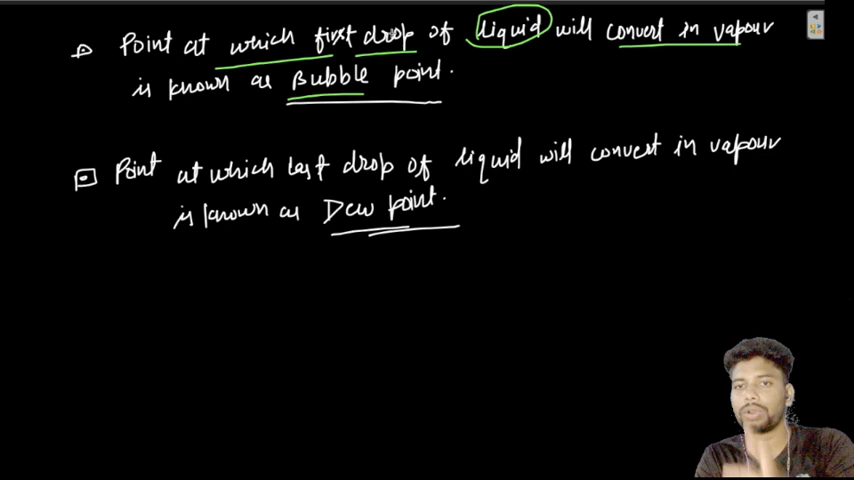 Point at which first drop of liquid will convert in vapour
is known as Bubble point.
Point at which last drop of liquid will convert in vapour
is known as Dew point.